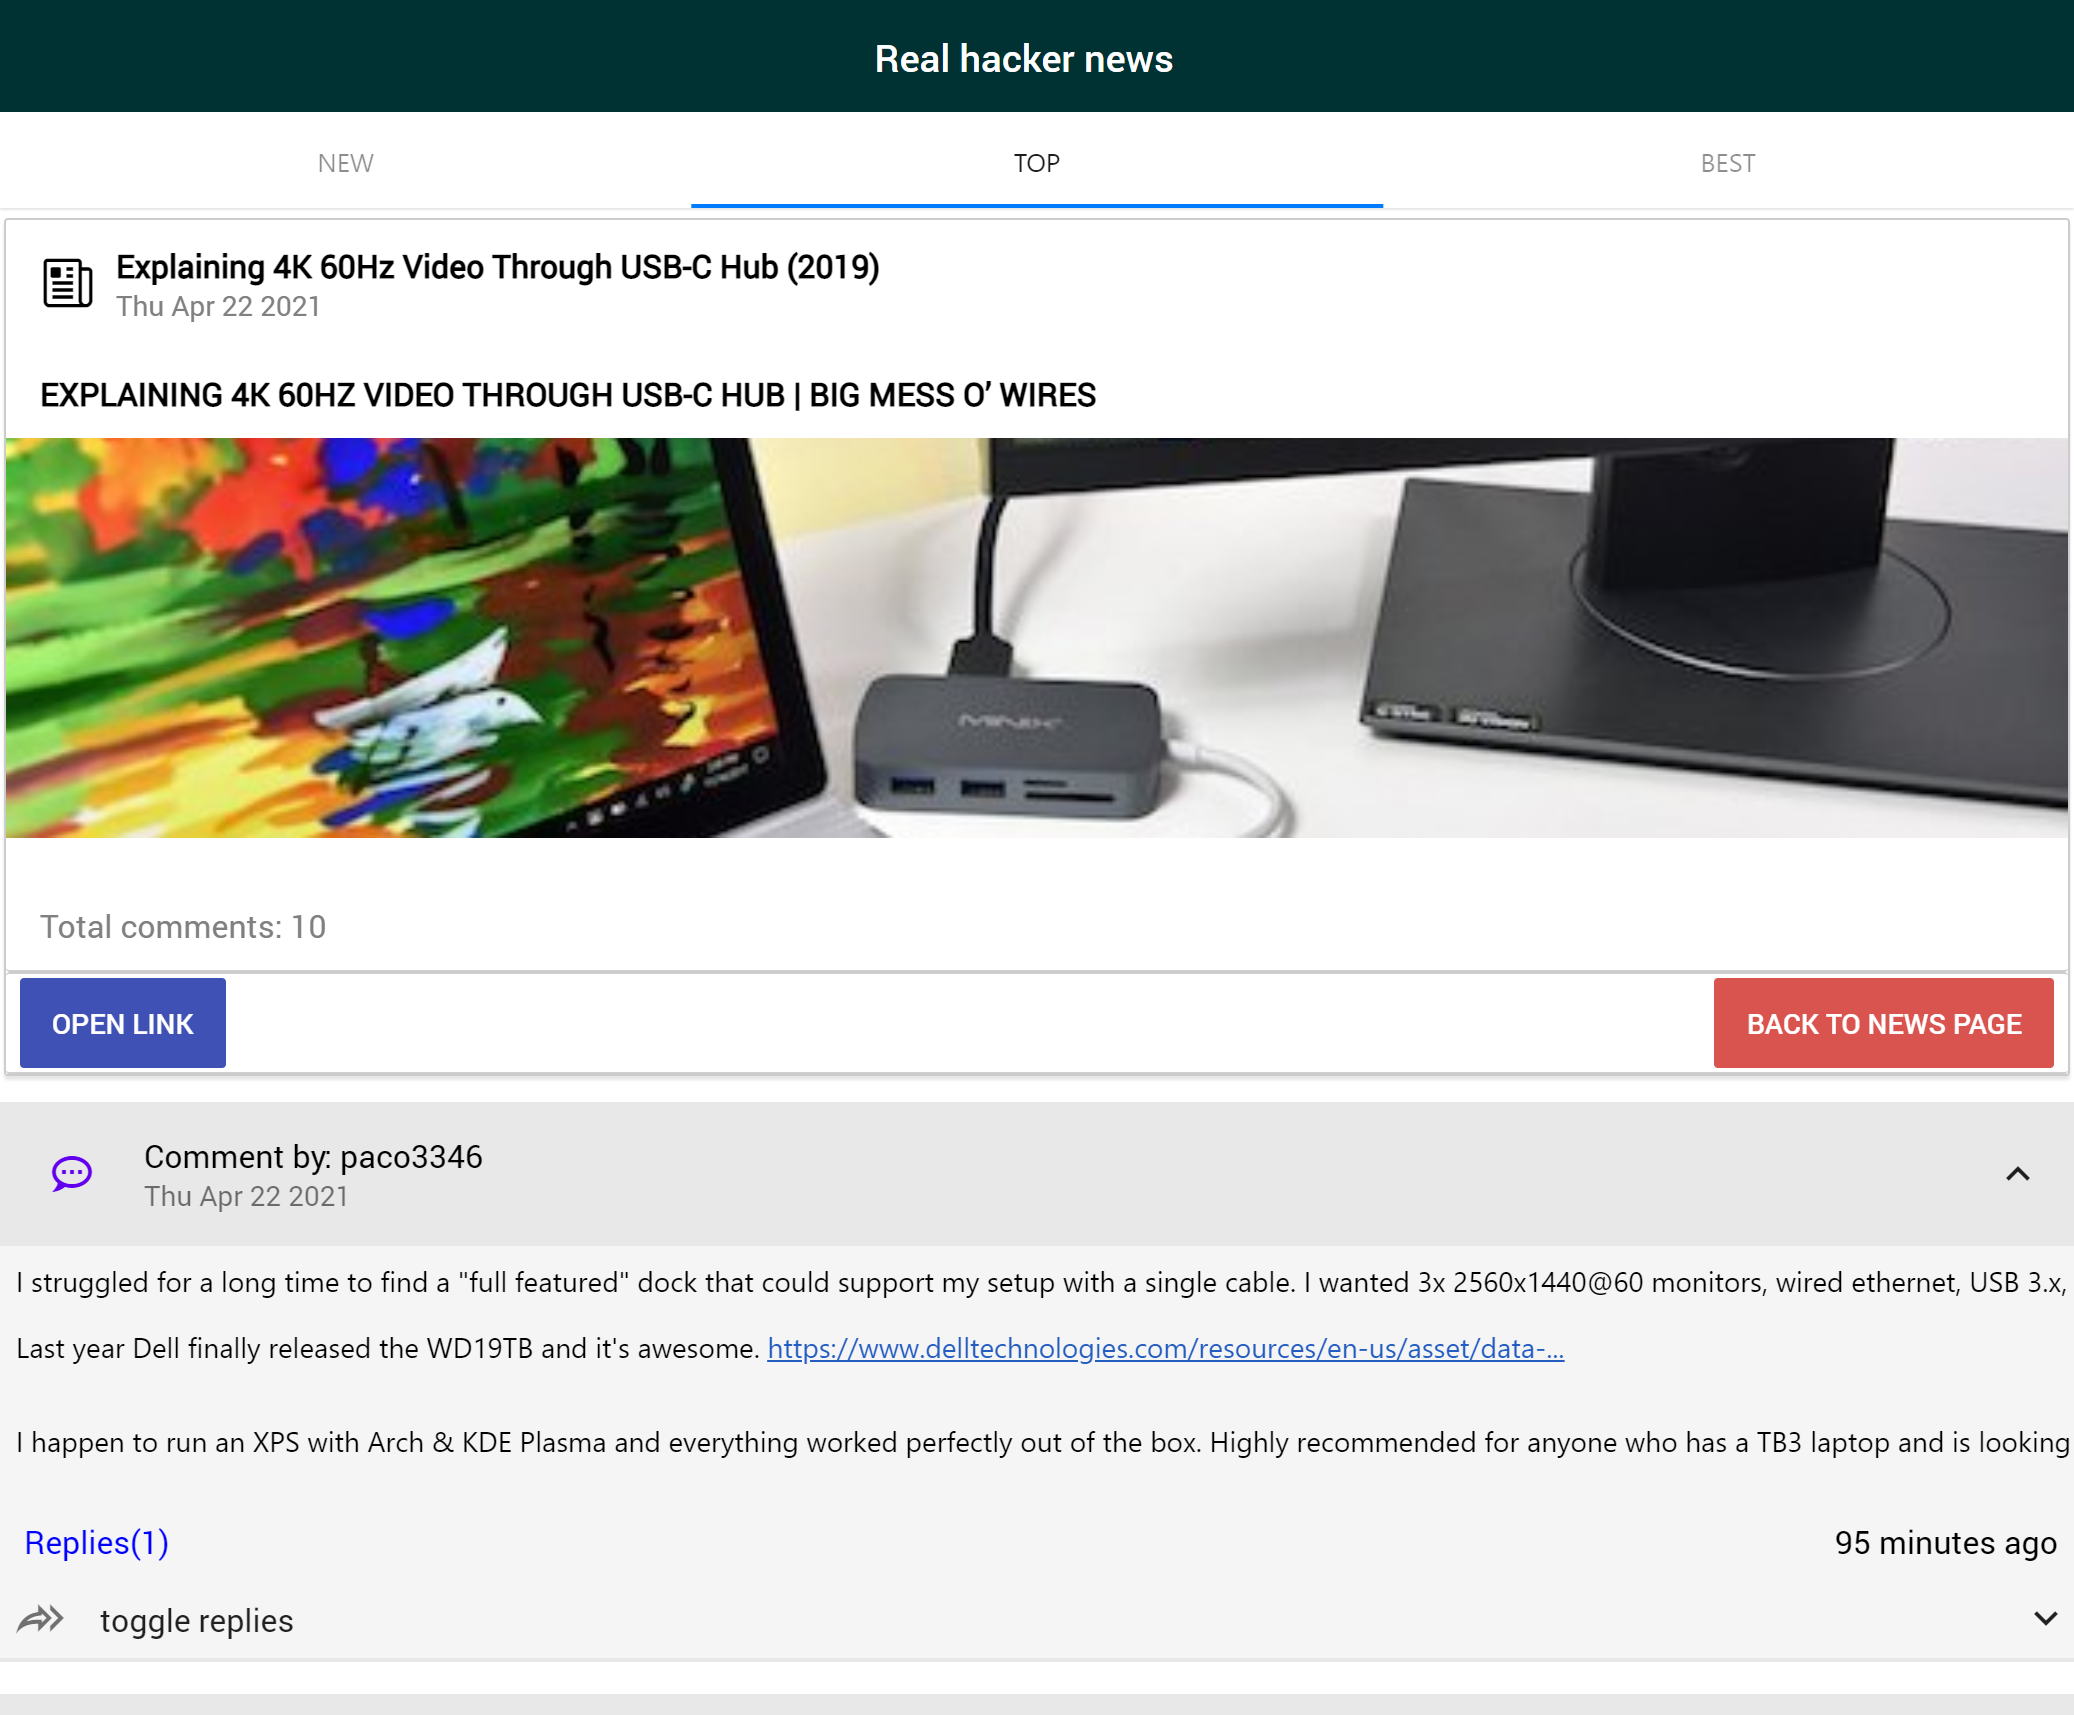 Real hacker news
NEW
TOP
BEST
Explaining 4K 60Hz Video Through USB-C Hub (2019)
Thu Apr 22 2021
EXPLAINING 4K 60HZ VIDEO THROUGH USB-C HUB | BIG MESS O’ WIRES
MINIX
Total comments: 10
OPEN LINK
BACK TO NEWS PAGE
Comment by: paco3346
Thu Apr 22 2021
I struggled for a long time to find a "full featured" dock that could support my setup with a single cable. I wanted 3x 2560x1440@60 monitors, wired ethernet, USB 3.x,
Last year Dell finally released the WD19TB and it's awesome. https://www.delltechnologies.com/resources/en-us/asset/data-...
I happen to run an XPS with Arch & KDE Plasma and everything worked perfectly out of the box. Highly recommended for anyone who has a TB3 laptop and is looking
Replies(1)
95 minutes ago
toggle replies